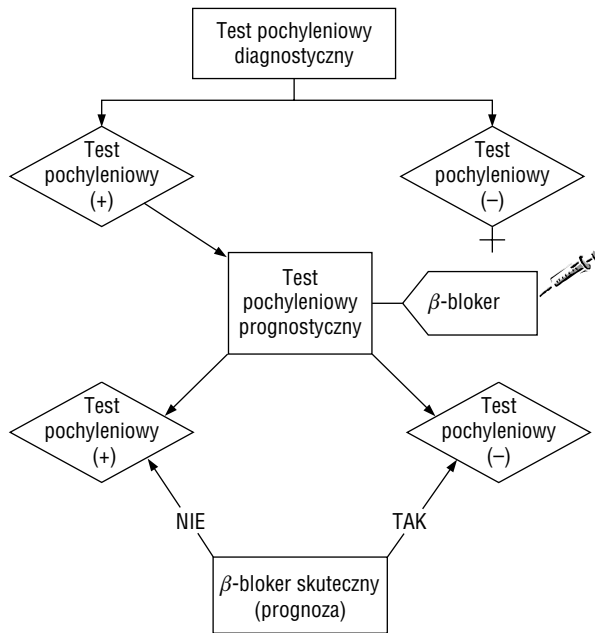 Test pochyleniowy
diagnostyczny
Test
pochyleniowy
(+)
Test
pochyleniowy
(–)
Test
pochyleniowy
prognostyczny
β-bloker
Test
pochyleniowy
(+)
Test
pochyleniowy
(–)
NIE
TAK
β-bloker skuteczny
(prognoza)